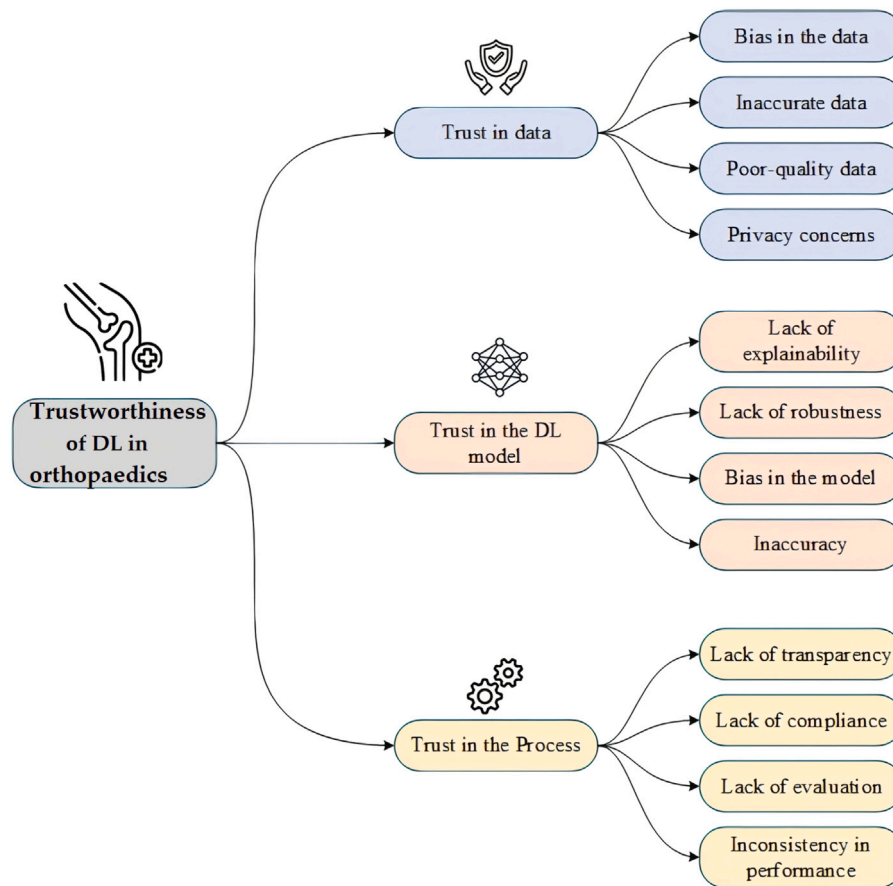 Bias in the data
Trust in data
Inaccurate data
Poor-quality data
Privacy concerns
Trustworthiness
of DL in
orthopaedics
Trust in the DL
model
Lack of
explainability
Lack of robustness
Bias in the model
Inaccuracy
Trust in the Process
Lack of transparency
Lack of compliance
Lack of evaluation
Inconsistency in
performance